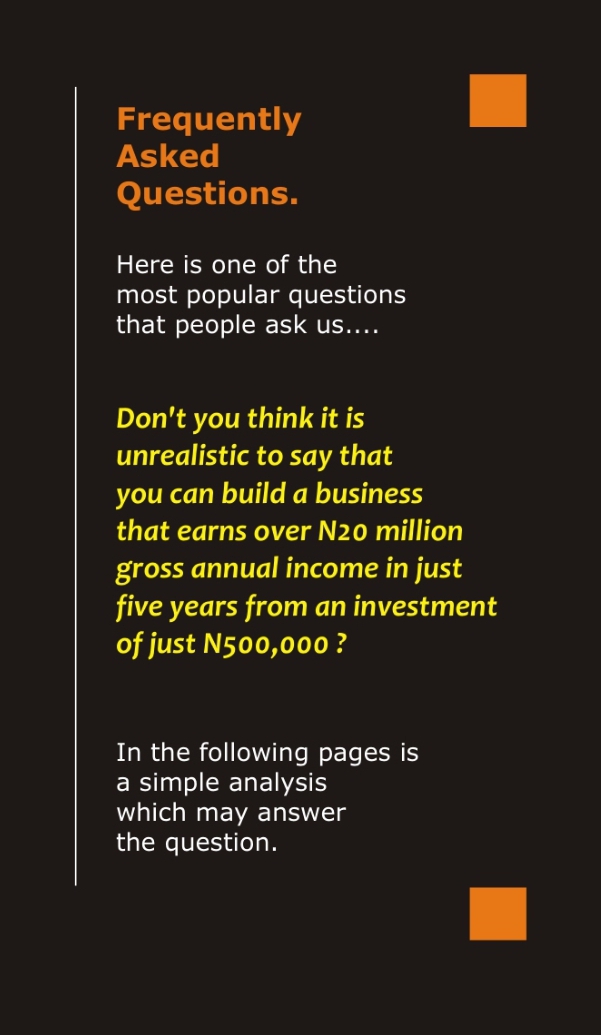 Frequently
Asked
Questions.
Here is one of the
most popular questions
that people ask us....
Don't you think it is
unrealistic to say that
you can build a business
that earns over N20 million
gross annual income in just
five years from an investment
of just N500,000 ?
In the following pages is
a simple analysis
which may answer
the question.